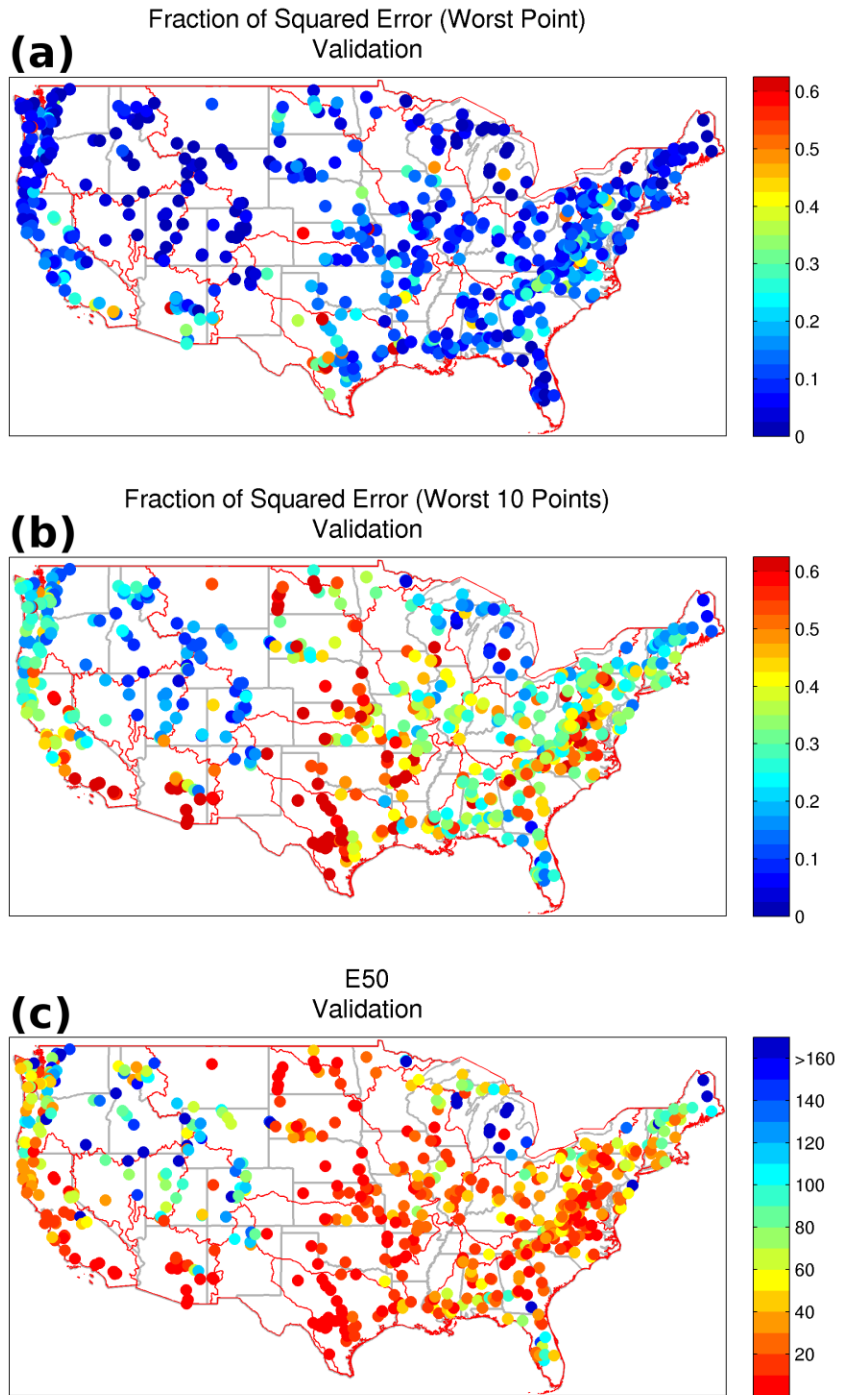 Fraction of Squared Error (Worst Point)
Validation
(a)
0.6
0.5
0.4
0.3
0.2
0.1
0
Fraction of Squared Error (Worst 10 Points)
Validation
(b)
0.6
0.5
0.4
0.3
0.2
0.1
0
E50
Validation
(c)
>160
140
120
100
80
60
40
20